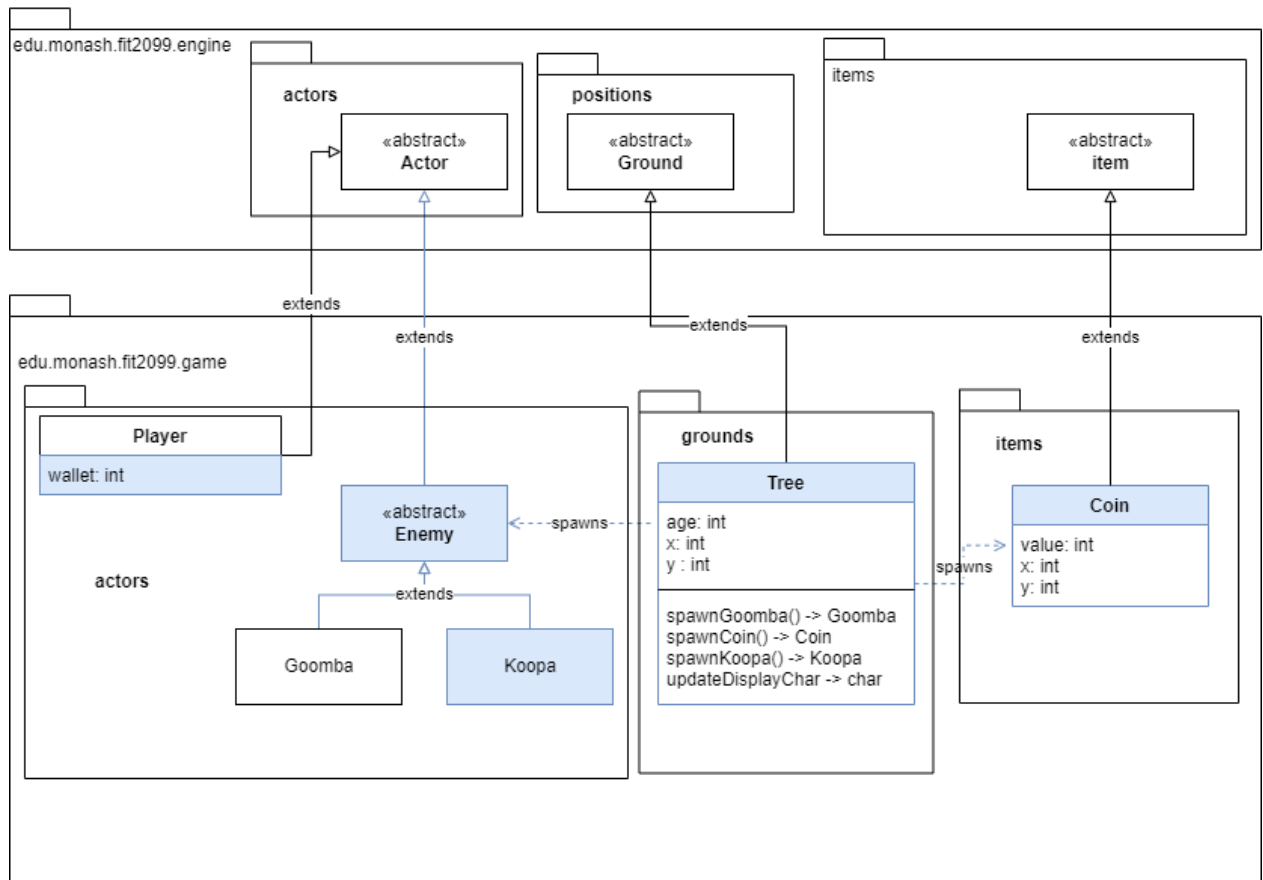 edu.monash.fit2099.engine
actors
«abstract»
Actor
positions
«abstract»
Ground
items
«abstract»
item
extends
extends
extends
extends
edu.monash.fit2099.game
actors
Player
wallet: int
«abstract»
Enemy
extends
Goomba
Koopa
spawns
grounds
Tree
age: int
x: int
y : int
spawnGoomba() -> Goomba
spawnCoin() -> Coin
spawnKoopa() -> Koopa
updateDisplayChar -> char
spawns
items
Coin
value: int
x: int
y: int